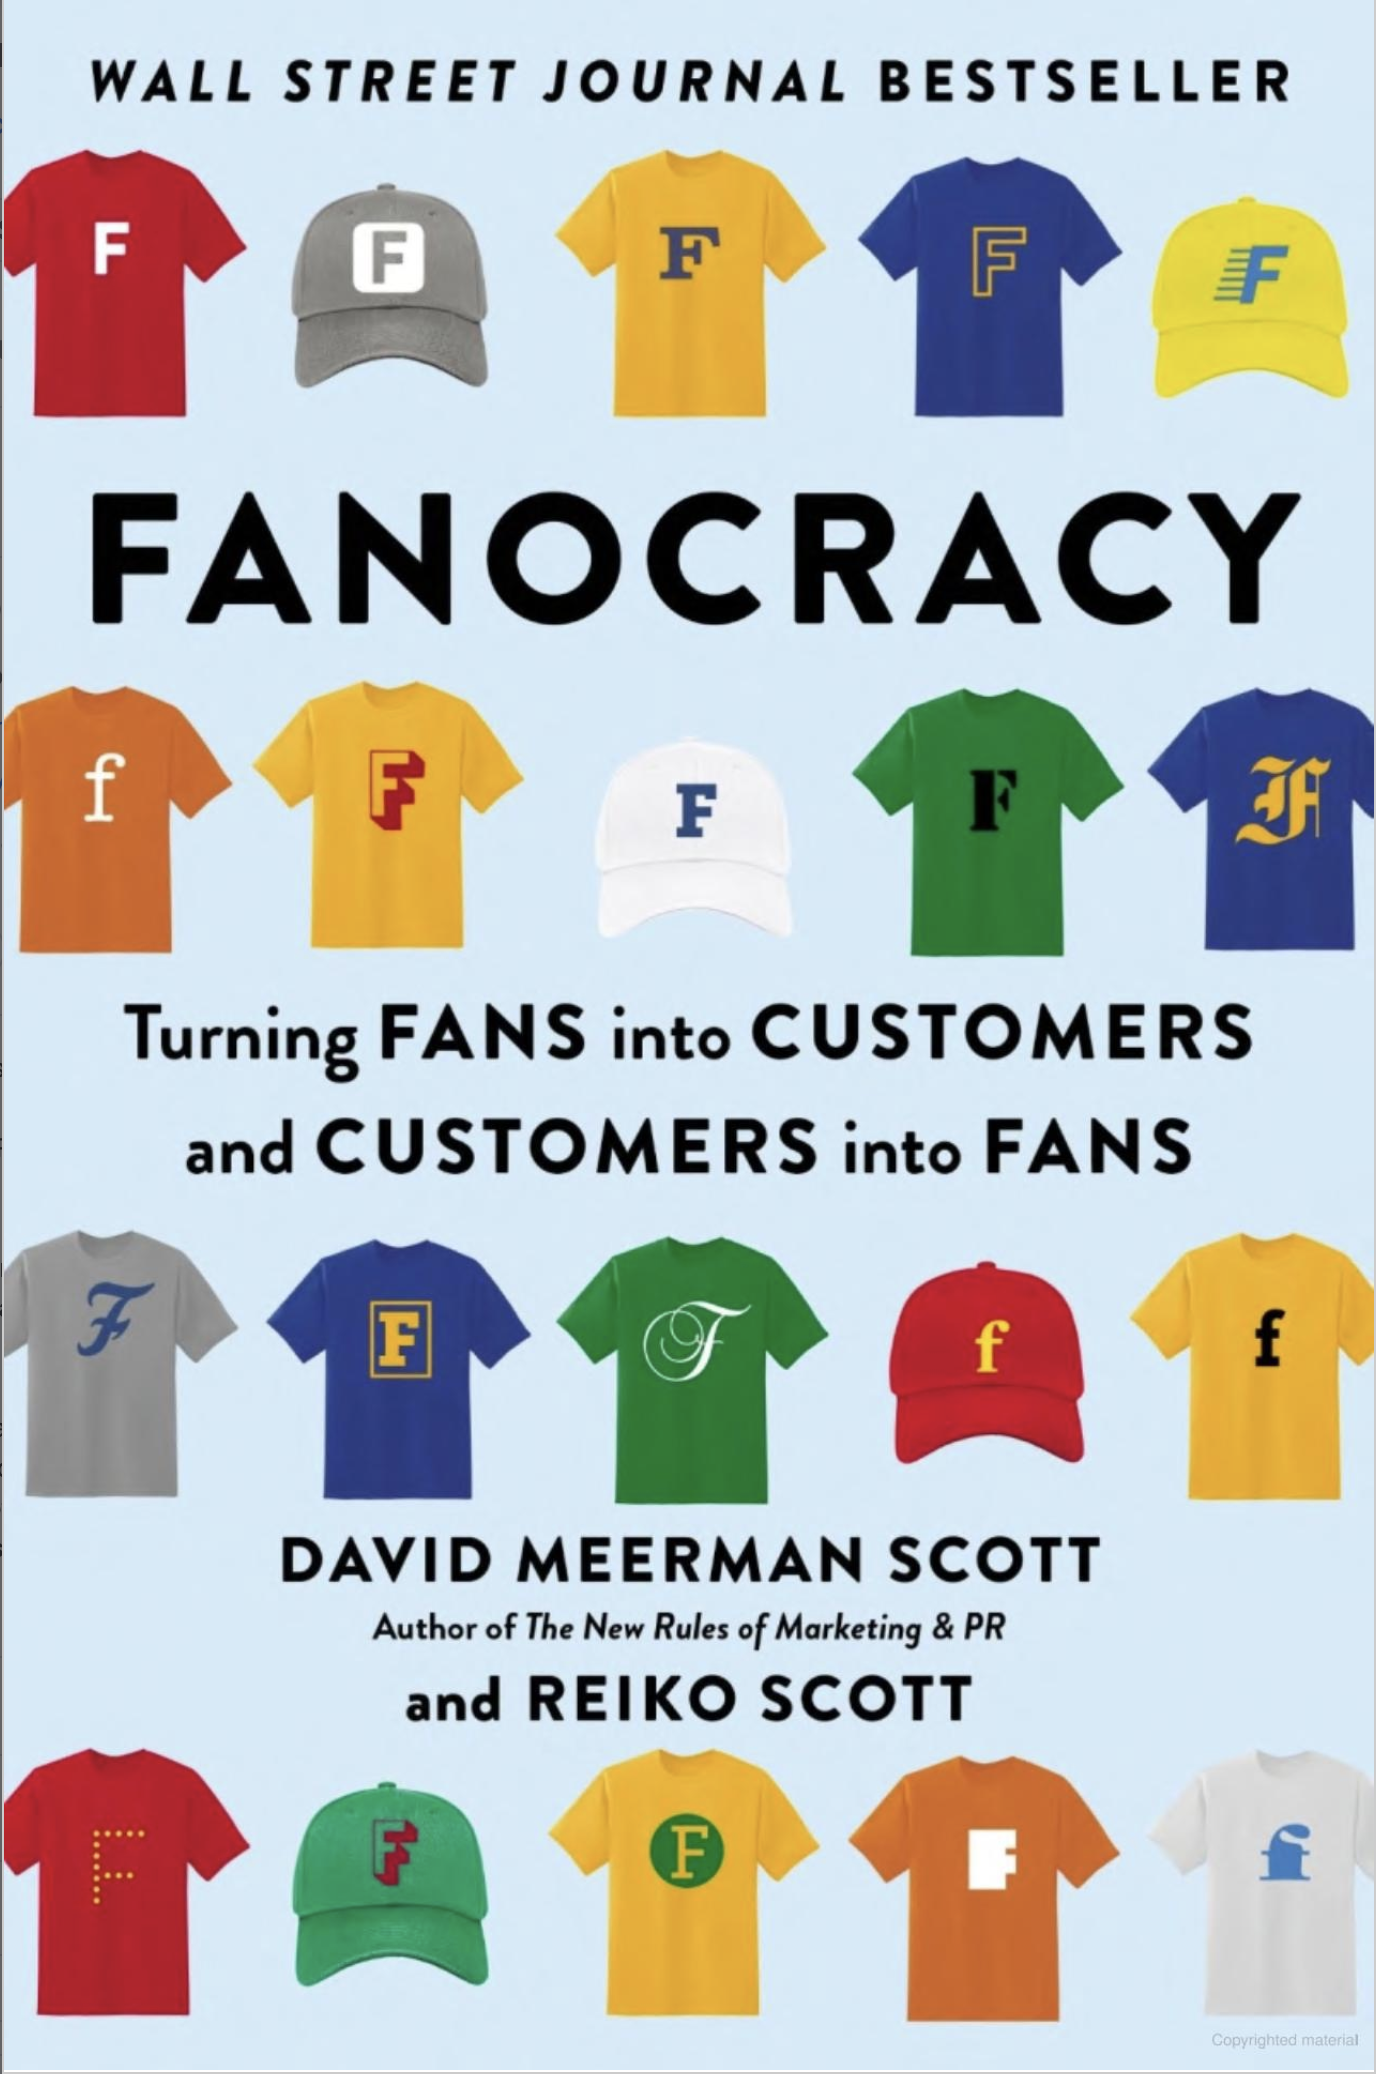 WALL STREET JOURNAL BESTSELLER
F F F F F
FANOCRACY
f F F F F
Turning FANS into CUSTOMERS
and CUSTOMERS into FANS
F F F f f
DAVID MEERMAN SCOTT
Author of The New Rules of Marketing & PR
and REIKO SCOTT
F F F F f
Copyrighted material